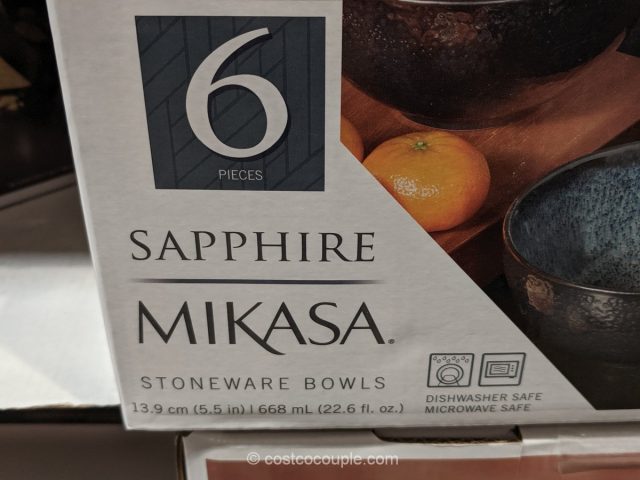 6
PIECES
SAPPHIRE
MIKASA®
STONEWARE BOWLS
13.9 cm (5.5 in) | 668 mL (22.6 fl. oz.)
DISHWASHER SAFE
MICROWAVE SAFE
© costcocouple.com